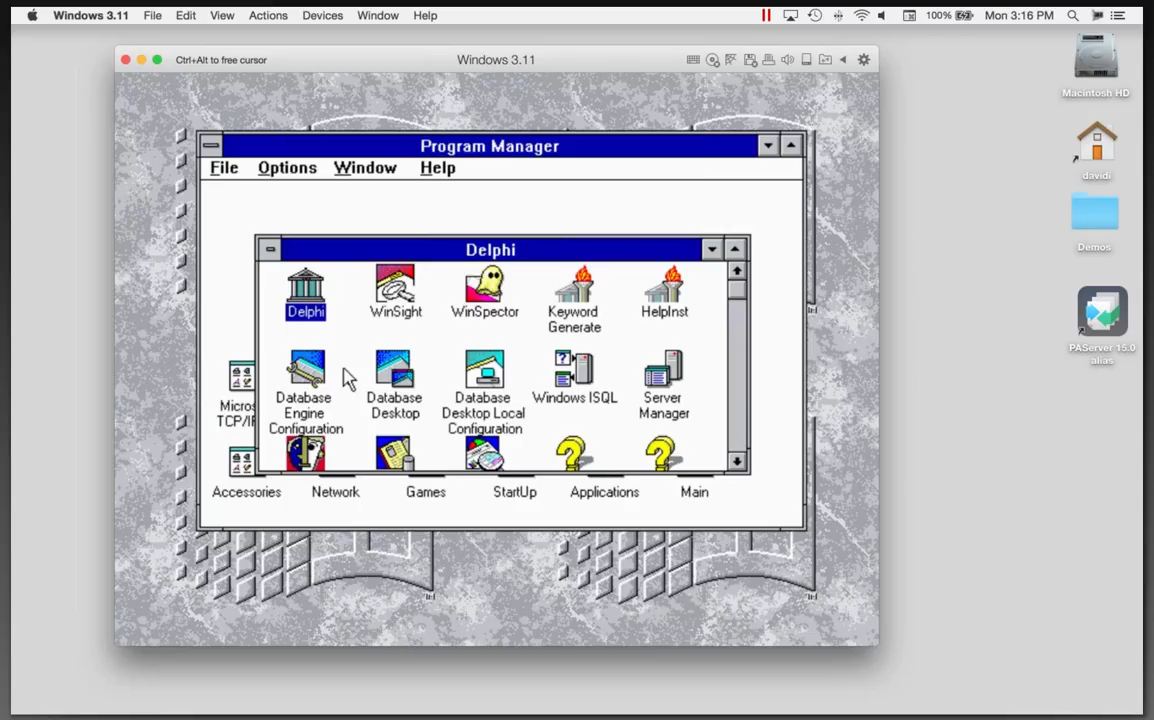 Windows 3.11 File Edit View Actions Devices Window Help 100% Mon 3:16 PM
Ctrl+Alt to free cursor Windows 3.11
Macintosh HD
Program Manager
File Options Window Help
davidi
Demos
Delphi
Delphi WinSight WinSpector Keyword Generate HelpInst
PAServer 15.0 alias
Database Engine Configuration Database Desktop Database Desktop Local Configuration Windows ISQL Server Manager
Micros
TCP/IP
Accessories Network Games StartUp Applications Main